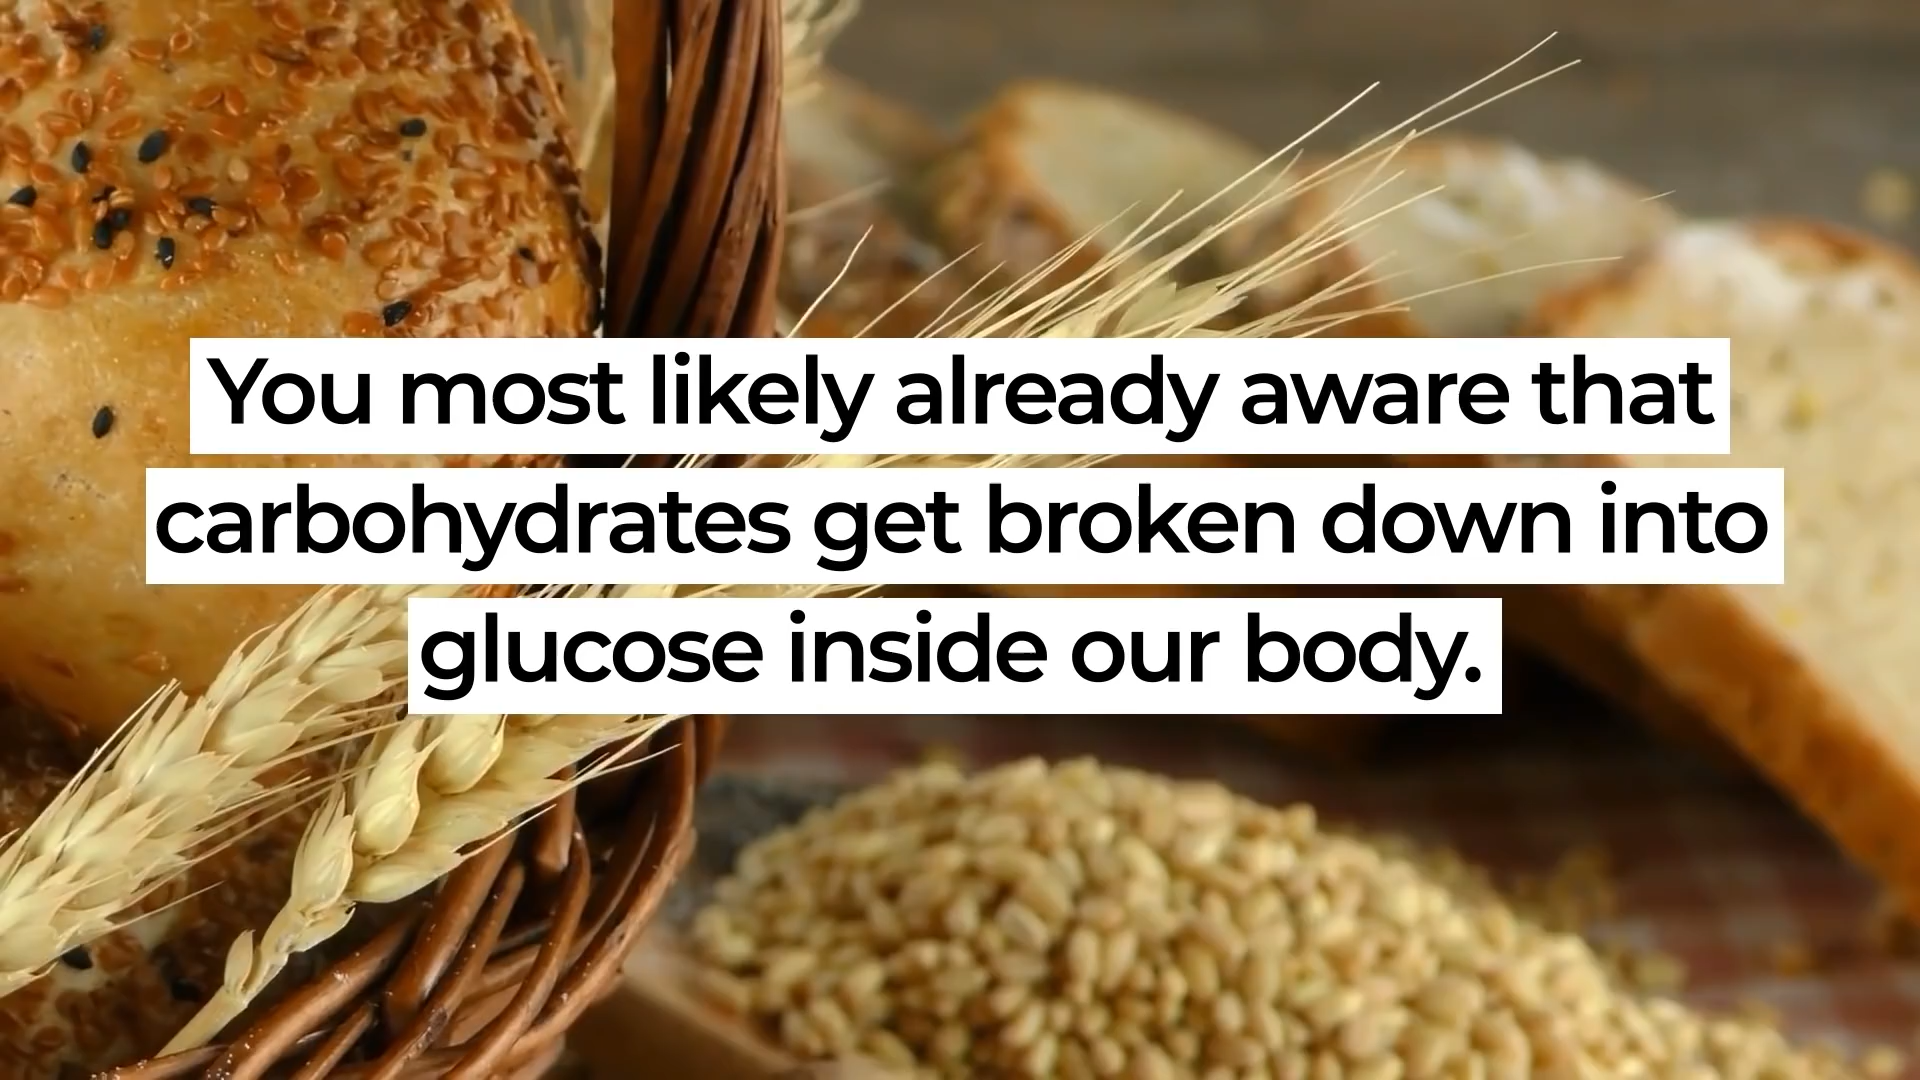 You most likely already aware that
carbohydrates get broken down into
glucose inside our body.